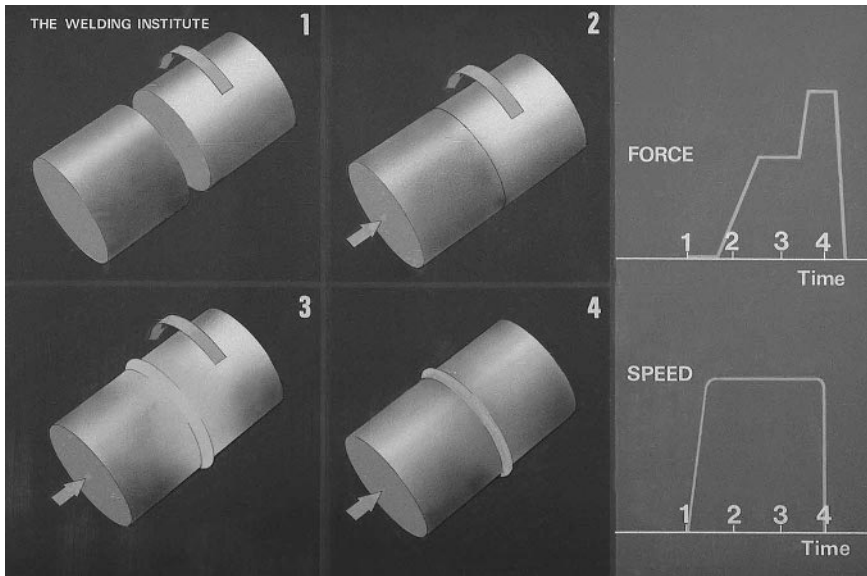 THE WELDING INSTITUTE
1
2
3
4
FORCE
1 2 3 4
Time
SPEED
1 2 3 4
Time